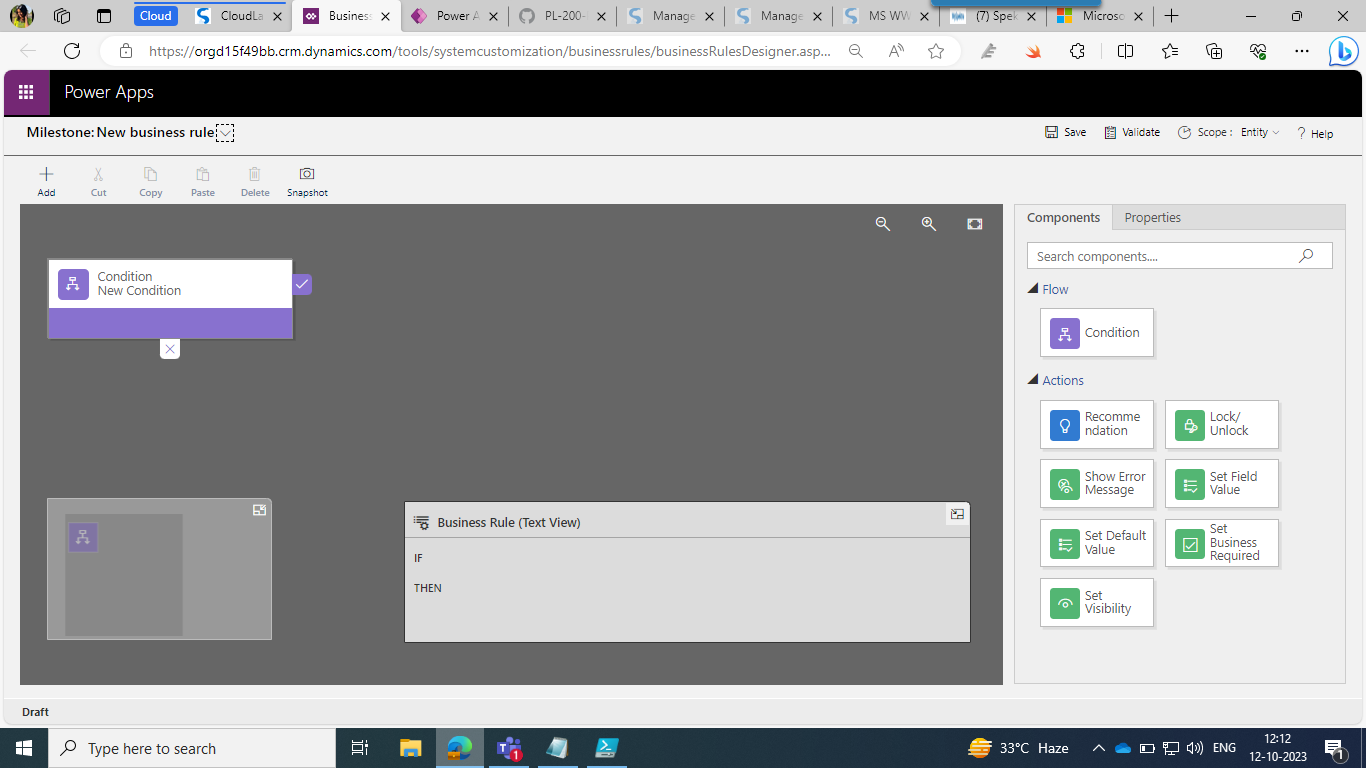 Cloud
CloudLa
Business
Power A
PL-200-
Manage
Manage
MS WW
(7) Spek
Microso
https://orgd15f49bb.crm.dynamics.com/tools/systemcustomization/businessrules/businessRulesDesigner.asp...
Power Apps
Milestone: New business rule
Save
Validate
Scope : Entity
? Help
Add
Cut
Copy
Paste
Delete
Snapshot
Condition
New Condition
Business Rule (Text View)
IF
THEN
Components
Properties
Search components....
Flow
Condition
Actions
Recomme
ndation
Lock/
Unlock
Show Error
Message
Set Field
Value
Set Default
Value
Set
Business
Required
Set
Visibility
Draft
Type here to search
1
33°C Haze
ENG
12:12
12-10-2023
1